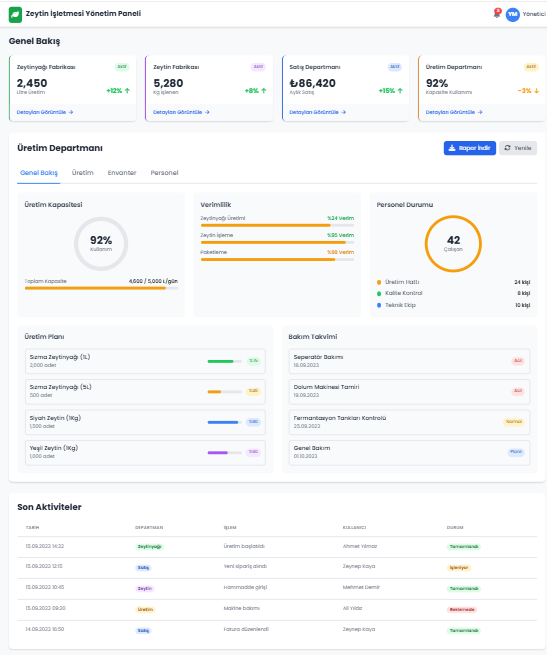 Zeytin İşletmesi Yönetim Paneli
YM Yönetici
Genel Bakış
Zeytinyağı Fabrikası Aktif
2,450
Litre Üretim +12% ↑
Detayları Görüntüle →
Zeytin Fabrikası Aktif
5,280
Kg İşlenen +8% ↑
Detayları Görüntüle →
Satış Departmanı Aktif
₺86,420
Aylık Satış +15% ↑
Detayları Görüntüle →
Üretim Departmanı Aktif
92%
Kapasite Kullanımı -3% ↓
Detayları Görüntüle →
Üretim Departmanı
Rapor İndir Yenile
Genel Bakış Üretim Envanter Personel
Üretim Kapasitesi
92%
Kullanım
Toplam Kapasite 4,600 / 5,000 L/gün
Verimlilik
Zeytinyağı Üretimi %94 Verim
Zeytin İşleme %95 Verim
Paketleme %88 Verim
Personel Durumu
42
Çalışan
Üretim Hattı 24 kişi
Kalite Kontrol 8 kişi
Teknik Ekip 10 kişi
Üretim Planı
Sızma Zeytinyağı (1L)
2,000 adet
Sızma Zeytinyağı (5L)
500 adet
Siyah Zeytin (1Kg)
1,000 adet
Yeşil Zeytin (1Kg)
1,000 adet
Bakım Takvimi
Seperatör Bakımı
18.09.2023
Acil
Dolum Makinesi Tamiri
19.09.2023
Acil
Fermantasyon Tankları Kontrolü
25.09.2023
Normal
Genel Bakım
01.10.2023
Planlı
Son Aktiviteler
TARİH DEPARTMAN İŞLEM KULLANICI DURUM
15.09.2023 14:32 Zeytinyağı Üretim başlatıldı Ahmet Yılmaz Tamamlandı
15.09.2023 12:15 Satış Yeni sipariş alındı Zeynep Kaya İşleniyor
15.09.2023 10:45 Zeytin Hammadde girişi Mehmet Demir Tamamlandı
15.09.2023 09:20 Üretim Makine bakımı Ali Yıldız Beklemede
14.09.2023 16:50 Satış Fatura düzenlendi Zeynep Kaya Tamamlandı